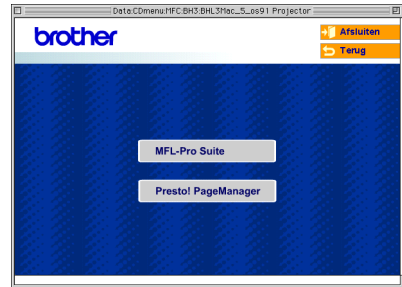 Data:CDmenu:MFC:BH3:BHL3Mac_5_os91 Projector
brother
Afsluiten
Terug
MFL-Pro Suite
Presto! PageManager